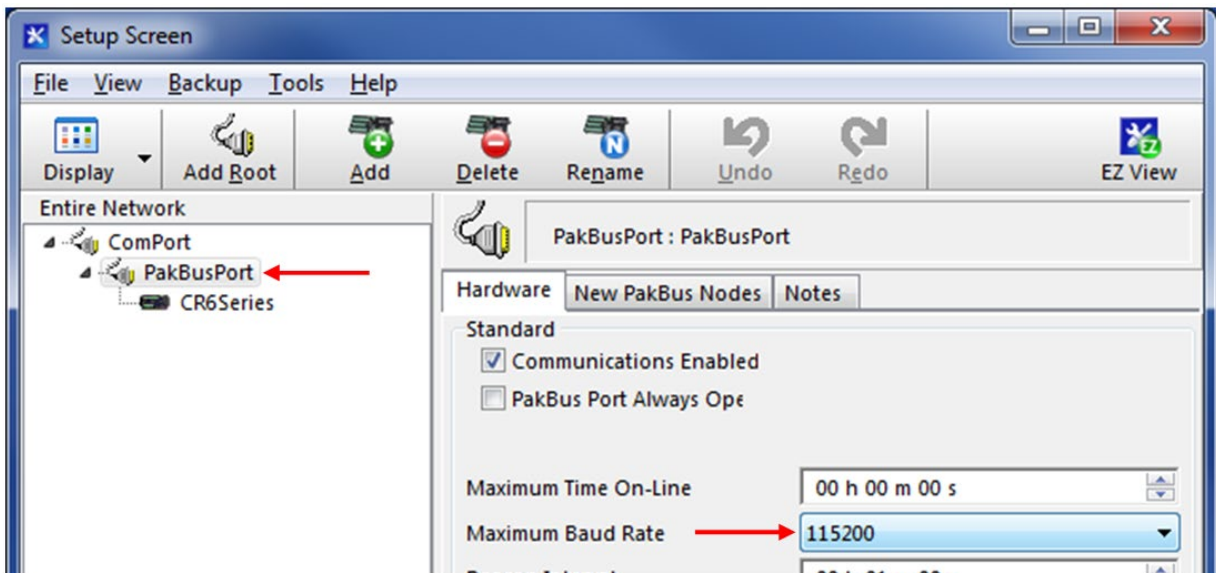 Setup Screen
File View Backup Tools Help
Display Add Root Add Delete Rename Undo Redo EZ View
Entire Network
ComPort
PakBusPort
CR6Series
PakBusPort : PakBusPort
Hardware New PakBus Nodes Notes
Standard
Communications Enabled
PakBus Port Always Ope
Maximum Time On-Line 00 h 00 m 00 s
Maximum Baud Rate 115200